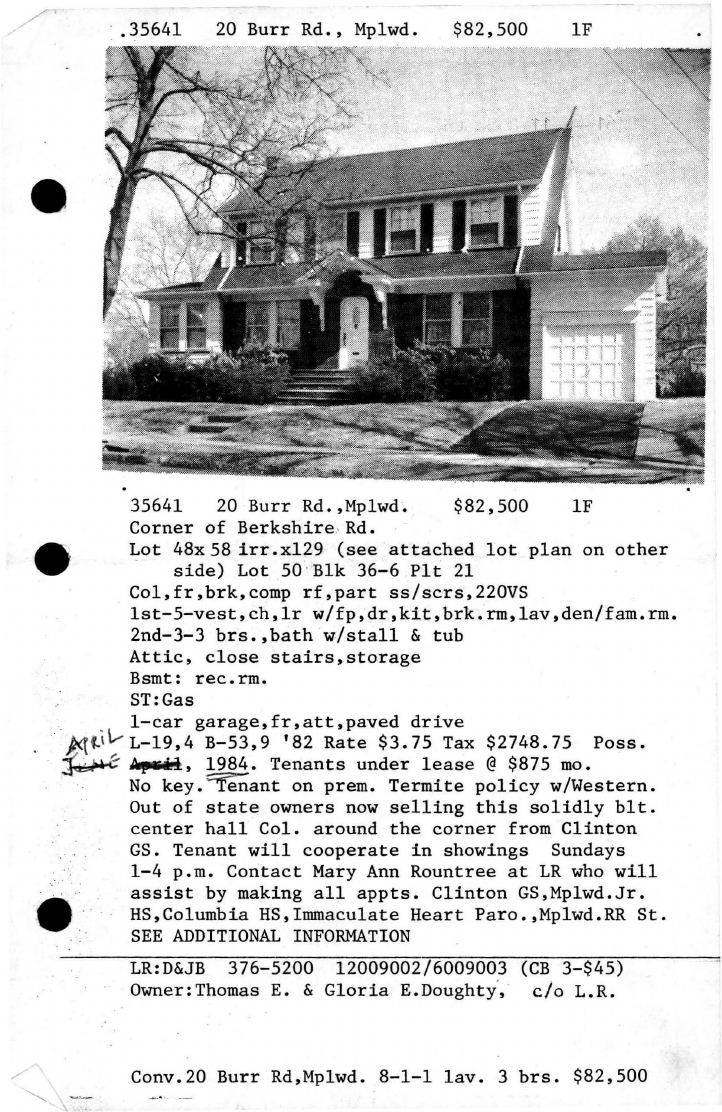 .35641 20 Burr Rd., Mplwd. $82,500 1F
35641 20 Burr Rd.,Mplwd. $82,500 1F
Corner of Berkshire Rd.
Lot 48x58 irr.x129 (see attached lot plan on other
side) Lot 50 Blk 36-6 Plt 21
Col,fr,brk,comp rf,part ss/scrs,220VS
1st-5-vest,ch,lr w/fp,dr,kit,brk.rm,lav,den/fam.rm.
2nd-3-3 brs.,bath w/stall & tub
Attic, close stairs,storage
Bsmt: rec.rm.
ST:Gas
1-car garage,fr,att,paved drive
APRIL L-19,4 B-53,9 '82 Rate $3.75 Tax $2748.75 Poss.
JUNE April, 1984. Tenants under lease @ $875 mo.
No key. Tenant on prem. Termite policy w/Western.
Out of state owners now selling this solidly blt.
center hall Col. around the corner from Clinton
GS. Tenant will cooperate in showings Sundays
1-4 p.m. Contact Mary Ann Rountree at LR who will
assist by making all appts. Clinton GS,Mplwd.Jr.
HS,Columbia HS,Immaculate Heart Paro.,Mplwd.RR St.
SEE ADDITIONAL INFORMATION
LR:D&JB 376-5200 12009002/6009003 (CB 3-$45)
Owner:Thomas E. & Gloria E.Doughty, c/o L.R.
Conv.20 Burr Rd,Mplwd. 8-1-1 lav. 3 brs. $82,500